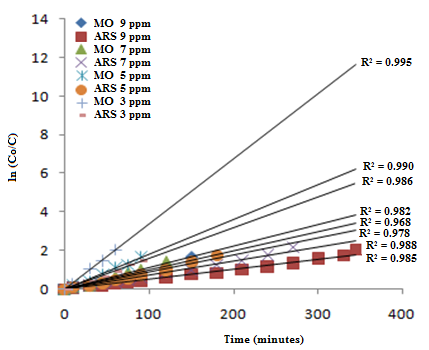 14
12
10
8
6
4
2
0
ln (Co/C)
MO 9 ppm
ARS 9 ppm
MO 7 ppm
ARS 7 ppm
MO 5 ppm
ARS 5 ppm
MO 3 ppm
ARS 3 ppm
R² = 0.995
R² = 0.990
R² = 0.986
R² = 0.982
R² = 0.968
R² = 0.978
R² = 0.988
R² = 0.985
0 100 200 300 400
Time (minutes)